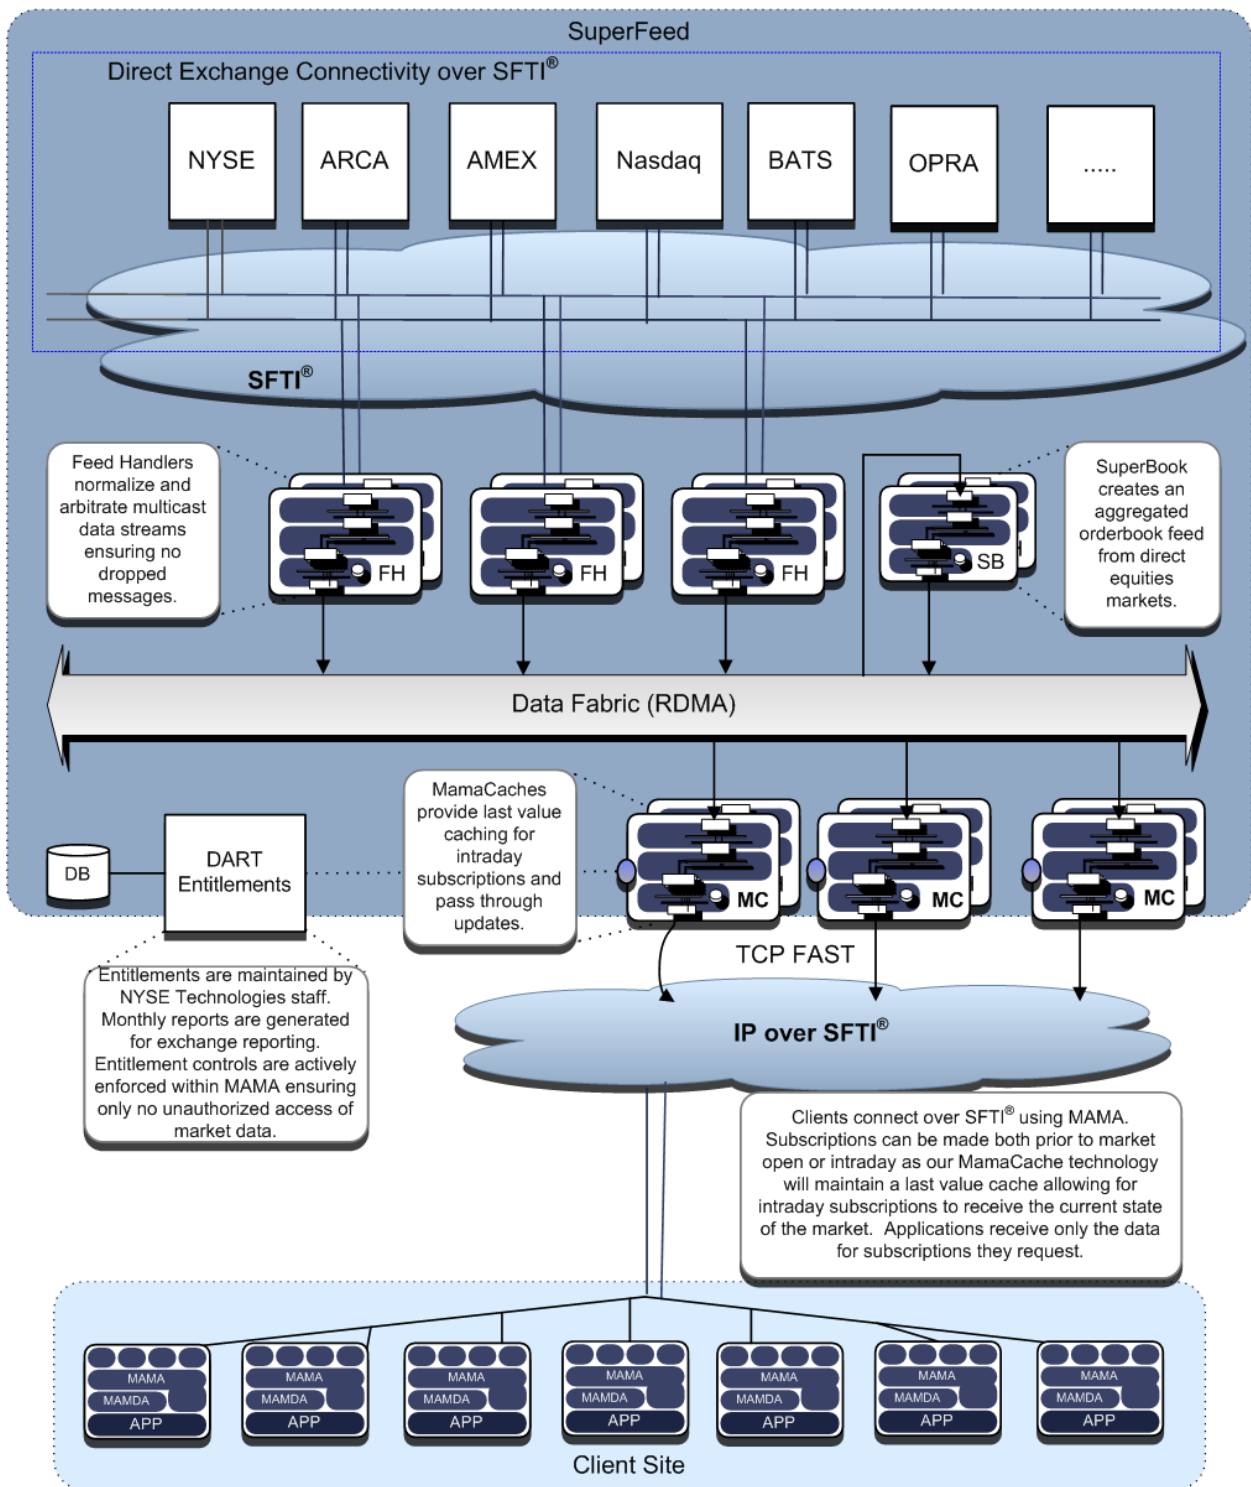 SuperFeed
Direct Exchange Connectivity over SFTI®
NYSE
ARCA
AMEX
Nasdaq
BATS
OPRA
.....
SFTI®
Feed Handlers
normalize and
arbitrate multicast
data streams
ensuring no
dropped
messages.
FH
FH
FH
SB
SuperBook
creates an
aggregated
orderbook feed
from direct
equities
markets.
Data Fabric (RDMA)
DB
DART
Entitlements
MamaCaches
provide last value
caching for
intraday
subscriptions and
pass through
updates.
MC
MC
MC
TCP FAST
Entitlements are maintained by
NYSE Technologies staff.
Monthly reports are generated
for exchange reporting.
Entitlement controls are actively
enforced within MAMA ensuring
only no unauthorized access of
market data.
IP over SFTI®
Clients connect over SFTI® using MAMA.
Subscriptions can be made both prior to market
open or intraday as our MamaCache technology
will maintain a last value cache allowing for
intraday subscriptions to receive the current state
of the market.  Applications receive only the data
for subscriptions they request.
MAMA
MAMDA
APP
MAMA
MAMDA
APP
MAMA
MAMDA
APP
MAMA
MAMDA
APP
MAMA
MAMDA
APP
MAMA
MAMDA
APP
MAMA
MAMDA
APP
Client Site